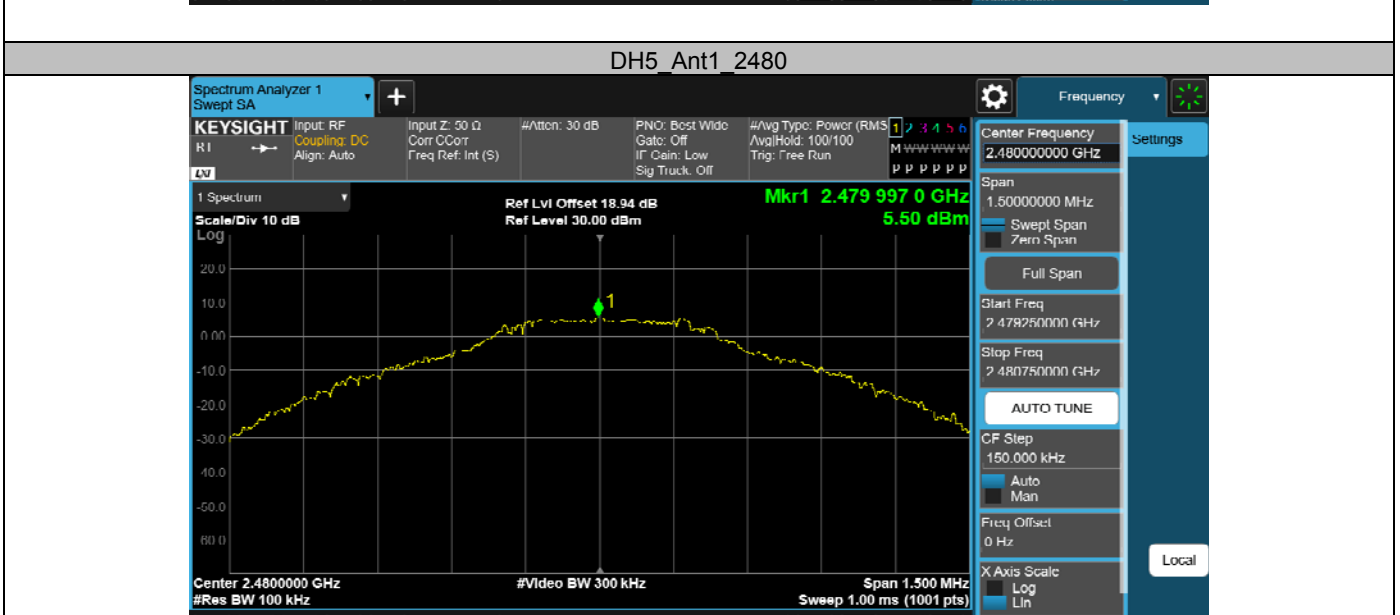 DH5_Ant1_2480
Spectrum Analyzer 1
Swept SA
+
Frequency
KEYSIGHT
Input: RF
Coupling: DC
Align: Auto
Input Z: 50 Ω
Corr CCorr
Freq Ref: Int (S)
#Atten: 30 dB
PNO: Best Wide
Gate: Off
IF Gain: Low
Sig Track: Off
#Avg Type: Power (RMS
Avg|Hold: 100/100
Trig: Free Run
1 2 3 4 5 6
M W W W W W
P P P P P P
LXI
Center Frequency
2.480000000 GHz
Settings
Span
1.50000000 MHz
Swept Span
Zero Span
Full Span
Start Freq
2.479250000 GHz
Stop Freq
2.480750000 GHz
AUTO TUNE
CF Step
150.000 kHz
Auto
Man
Freq Offset
0 Hz
X Axis Scale
Log
Lin
Local
1 Spectrum
Scale/Div 10 dB
Log
Ref Lvl Offset 18.94 dB
Ref Level 30.00 dBm
Mkr1 2.479 997 0 GHz
5.50 dBm
1
20.0
10.0
0.00
-10.0
-20.0
-30.0
-40.0
-50.0
-60.0
Center 2.4800000 GHz
#Res BW 100 kHz
#Video BW 300 kHz
Span 1.500 MHz
Sweep 1.00 ms (1001 pts)